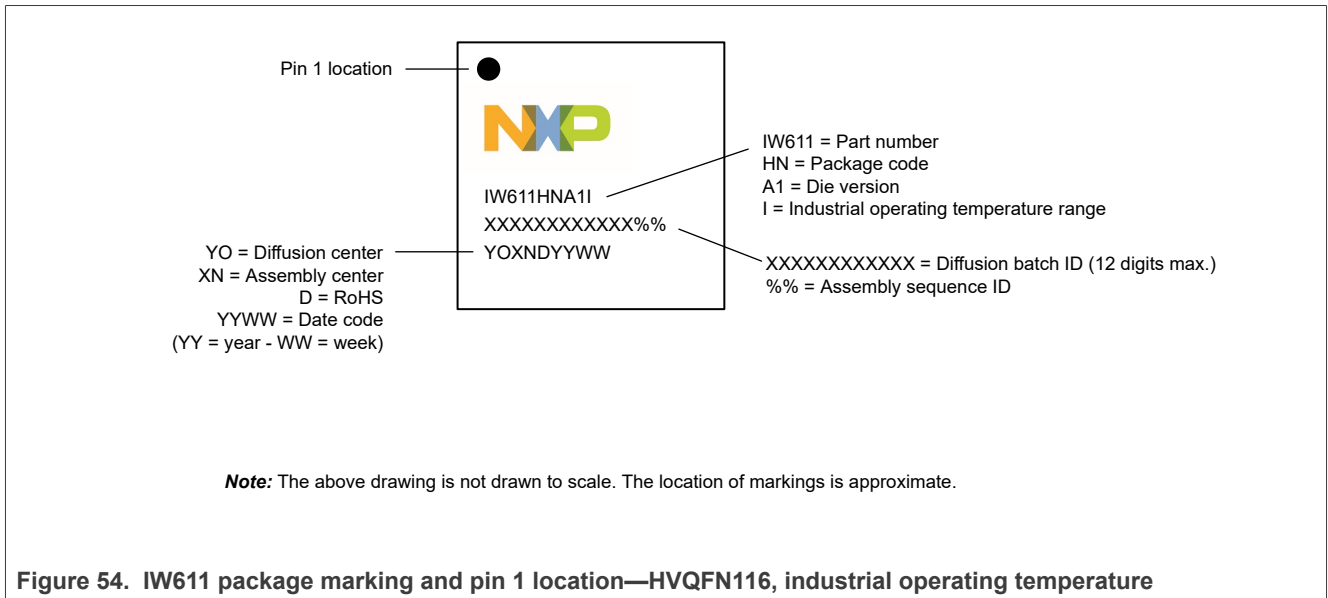 Pin 1 location
NXP
IW611HNA1I
XXXXXXXXXXXX%%
YOXNDYYWW
IW611 = Part number
HN = Package code
A1 = Die version
I = Industrial operating temperature range
XXXXXXXXXXXX = Diffusion batch ID (12 digits max.)
%% = Assembly sequence ID
YO = Diffusion center
XN = Assembly center
D = RoHS
YYWW = Date code
(YY = year - WW = week)
Note: The above drawing is not drawn to scale. The location of markings is approximate.
Figure 54. IW611 package marking and pin 1 location—HVQFN116, industrial operating temperature